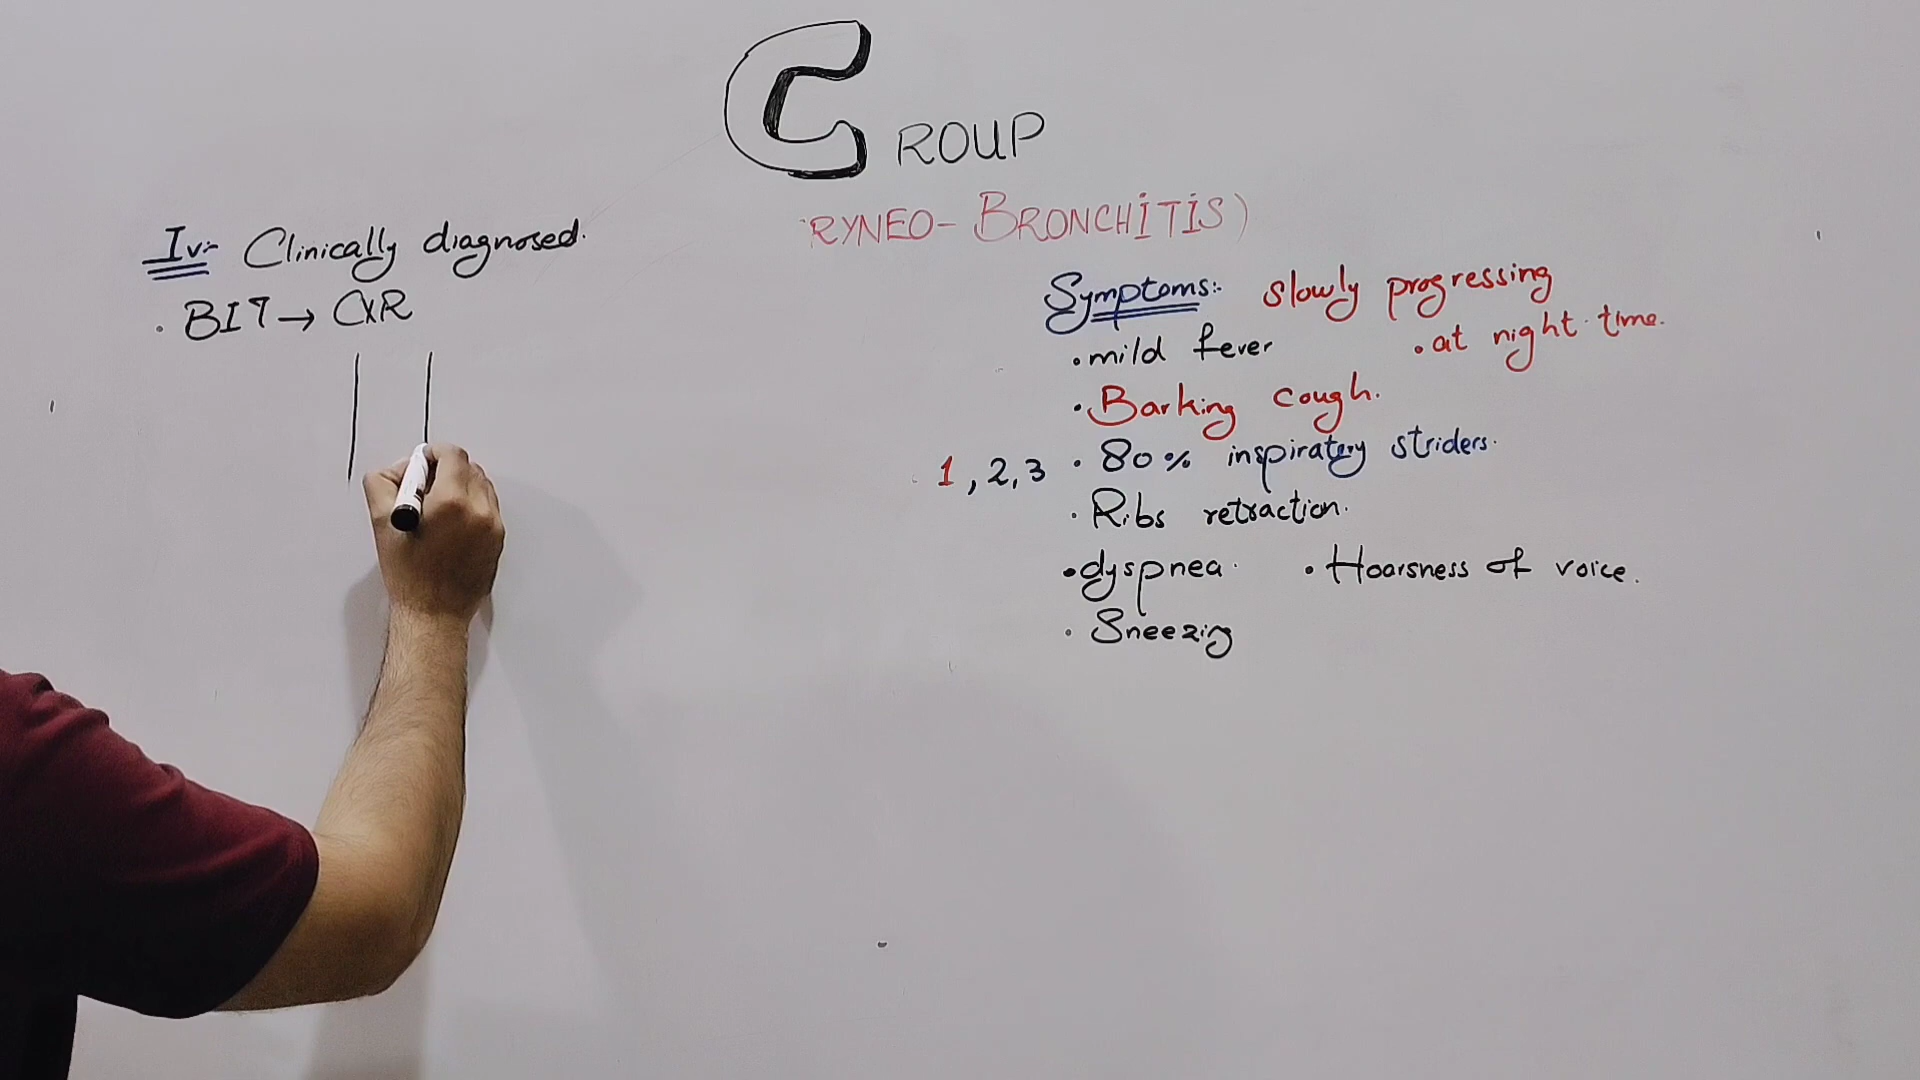 CROUP
RYNEO-BRONCHITIS)
Iv:- Clinically diagnosed.
. BIT → CXR
Symptoms:- slowly progressing
• mild fever
• at night time.
• Barking cough.
1, 2, 3
• 80% inspiratory striders.
• Ribs retraction.
• dyspnea.
• Hoarsness of voice.
• Sneezing